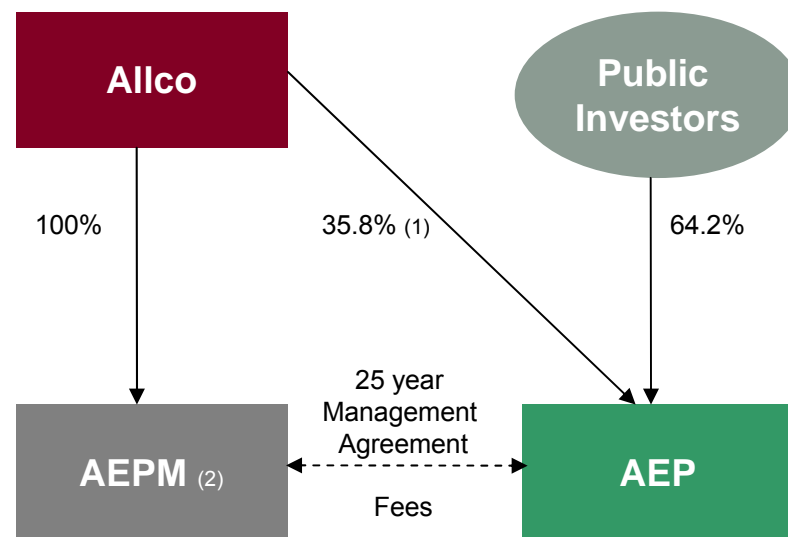 Allco
Public
Investors
100%
35.8% (1)
64.2%
25 year
Management
Agreement
AEPM (2)
AEP
Fees